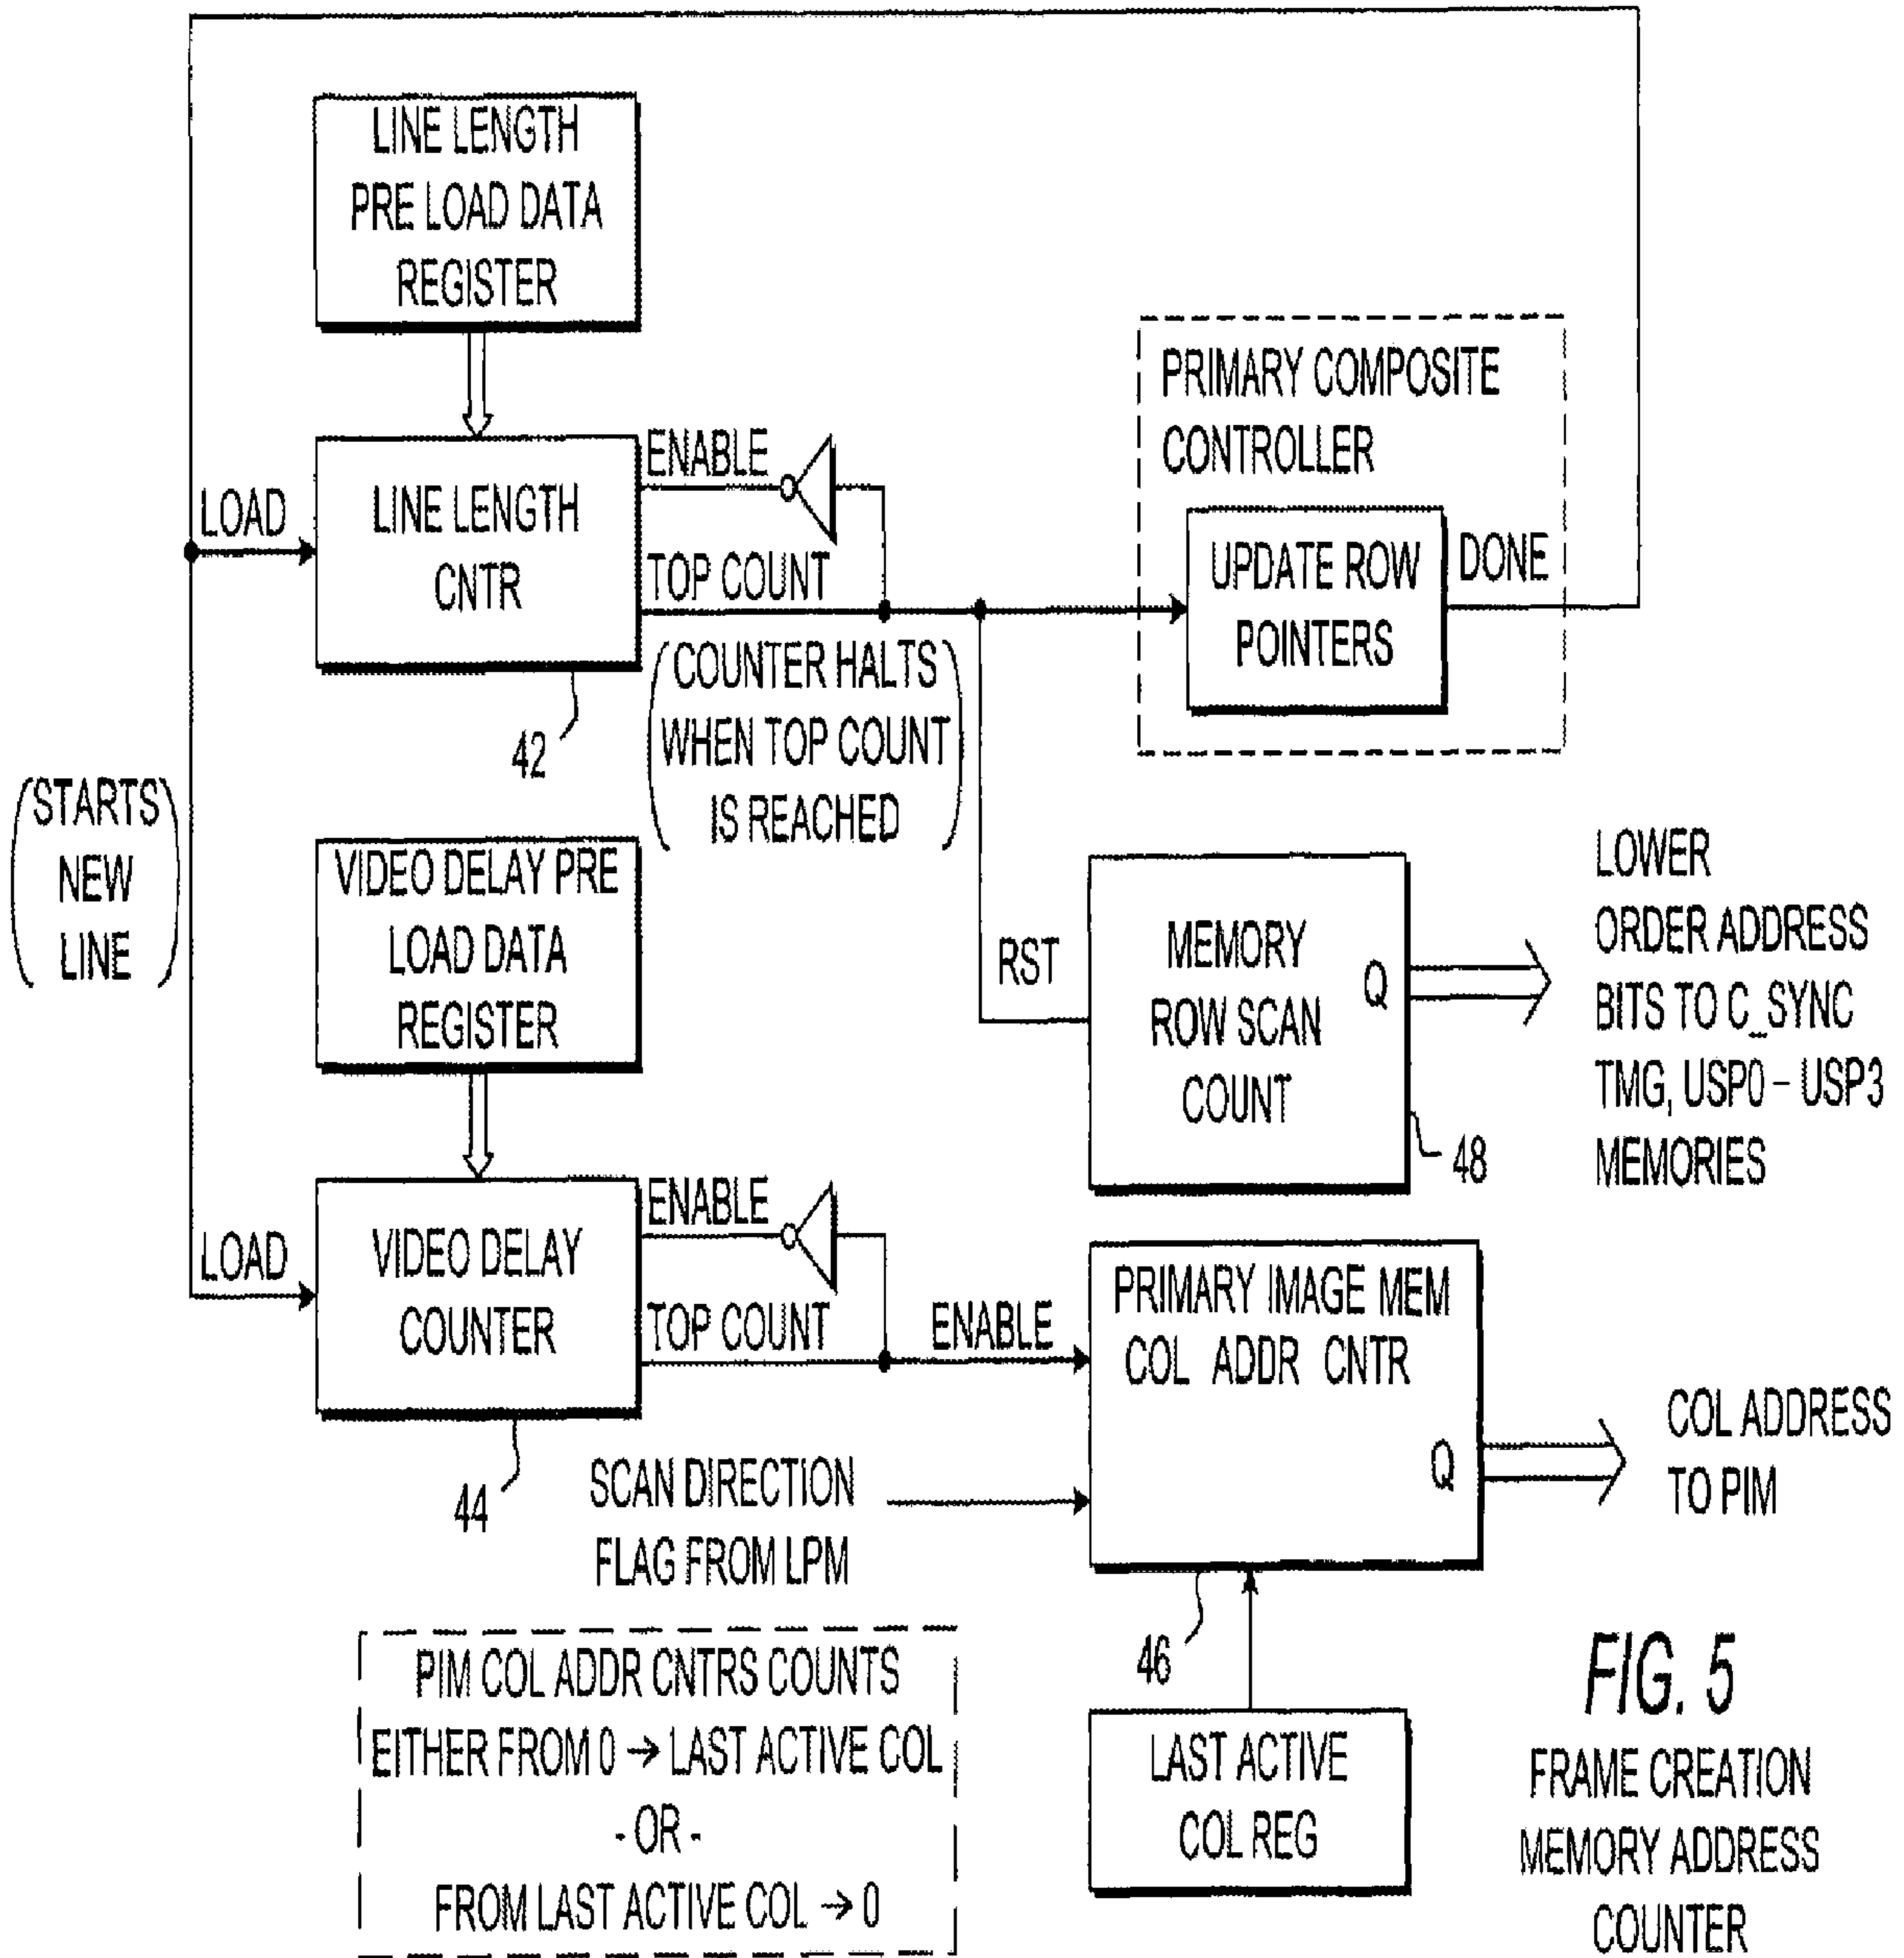 LINE LENGTH
PRE LOAD DATA
REGISTER
PRIMARY COMPOSITE
CONTROLLER
ENABLE
LOAD
LINE LENGTH
CNTR
TOP COUNT
UPDATE ROW
POINTERS
DONE
(COUNTER HALTS
WHEN TOP COUNT
IS REACHED)
42
(STARTS
NEW
LINE)
VIDEO DELAY PRE
LOAD DATA
REGISTER
RST
MEMORY
ROW SCAN
COUNT
Q
48
LOWER
ORDER ADDRESS
BITS TO C_SYNC
TMG, USP0 – USP3
MEMORIES
ENABLE
LOAD
VIDEO DELAY
COUNTER
TOP COUNT
ENABLE
PRIMARY IMAGE MEM
COL ADDR CNTR
Q
COL ADDRESS
TO PIM
44
SCAN DIRECTION
FLAG FROM LPM
46
PIM COL ADDR CNTRS COUNTS
EITHER FROM 0 → LAST ACTIVE COL
- OR -
FROM LAST ACTIVE COL → 0
LAST ACTIVE
COL REG
FIG. 5
FRAME CREATION
MEMORY ADDRESS
COUNTER